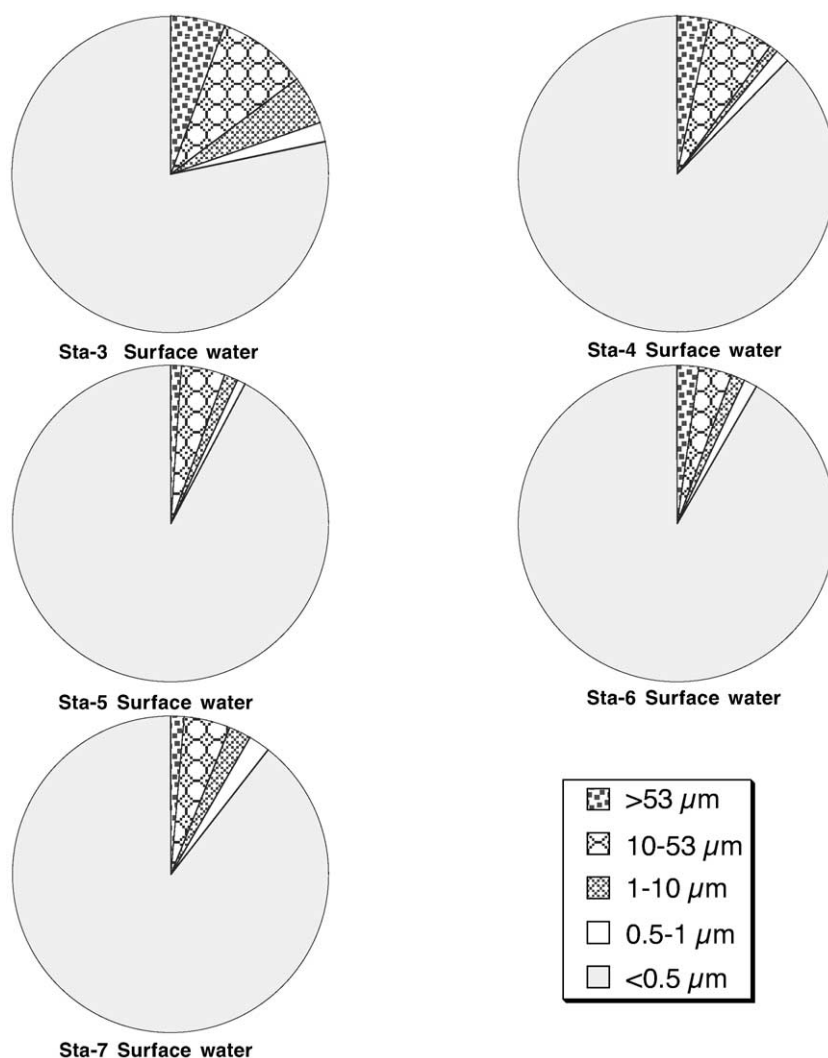 Sta-3 Surface water
Sta-4 Surface water
Sta-5 Surface water
Sta-6 Surface water
Sta-7 Surface water
>53 µm
10-53 µm
1-10 µm
0.5-1 µm
<0.5 µm